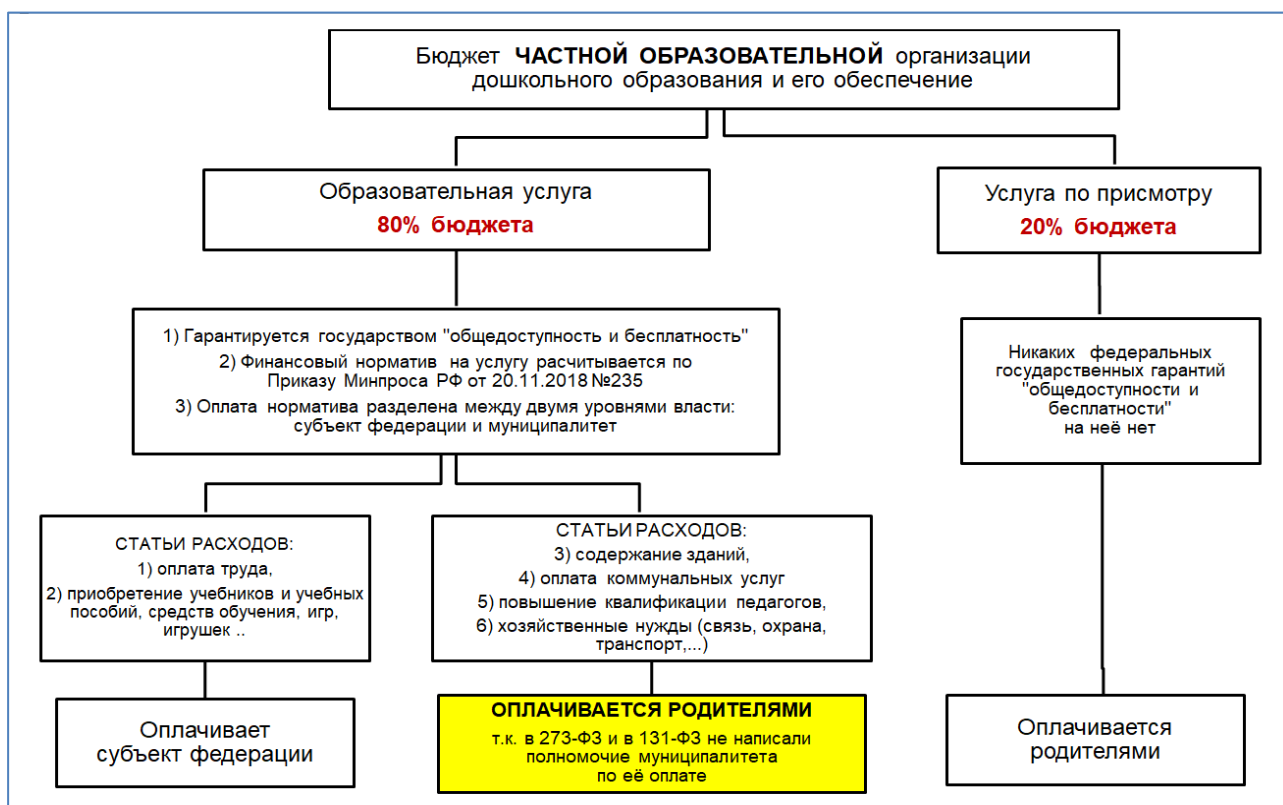 Бюджет ЧАСТНОЙ ОБРАЗОВАТЕЛЬНОЙ организации
дошкольного образования и его обеспечение
Образовательная услуга
80% бюджета
Услуга по присмотру
20% бюджета
1) Гарантируется государством "общедоступность и бесплатность"
2) Финансовый норматив на услугу расчитывается по
Приказу Минпроса РФ от 20.11.2018 №235
3) Оплата норматива разделена между двумя уровнями власти:
субъект федерации и муниципалитет
Никаких федеральных
государственных гарантий
"общедоступности и
бесплатности"
на неё нет
СТАТЬИ РАСХОДОВ:
1) оплата труда,
2) приобретение учебников и учебных
пособий, средств обучения, игр,
игрушек ..
СТАТЬИ РАСХОДОВ:
3) содержание зданий,
4) оплата коммунальных услуг
5) повышение квалификации педагогов,
6) хозяйственные нужды (связь, охрана,
транспорт,...)
Оплачивает
субъект федерации
ОПЛАЧИВАЕТСЯ РОДИТЕЛЯМИ
т.к. в 273-ФЗ и в 131-ФЗ не написали
полномочие муниципалитета
по её оплате
Оплачивается
родителями